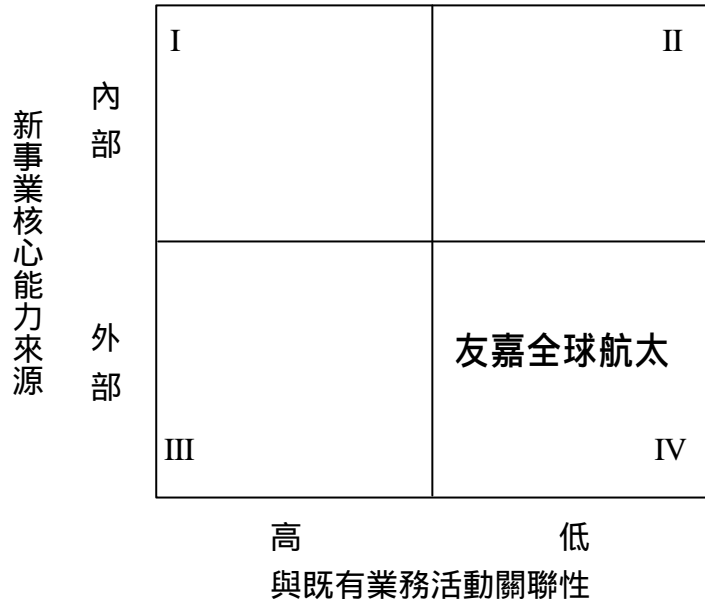 新事業核心能力來源
內部
外部
I
II
友嘉全球航太
III
IV
高
低
與既有業務活動關聯性